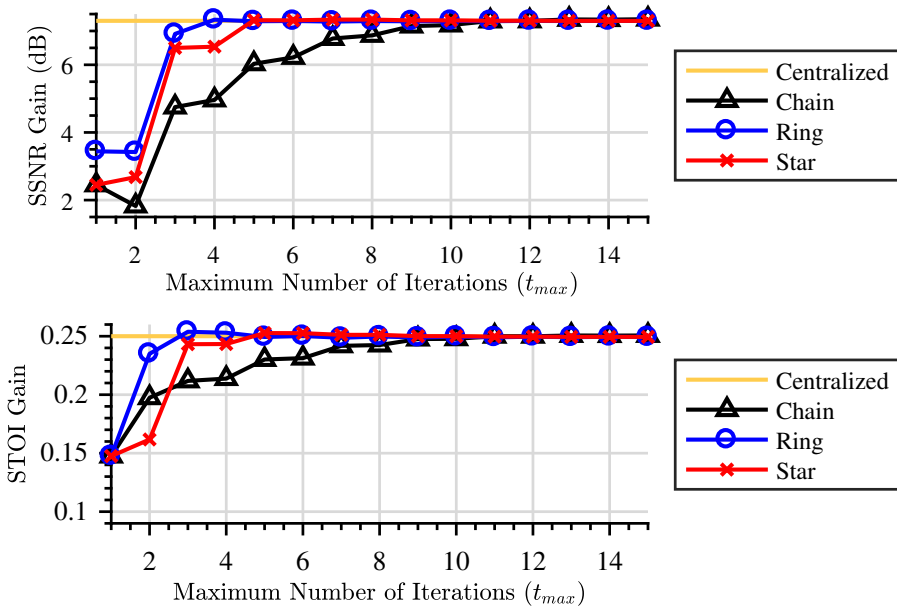 SSNR Gain (dB)
6
4
2
2 4 6 8 10 12 14
Maximum Number of Iterations (tmax)
Centralized
Chain
Ring
Star
STOI Gain
0.25
0.2
0.15
0.1
2 4 6 8 10 12 14
Maximum Number of Iterations (tmax)
Centralized
Chain
Ring
Star